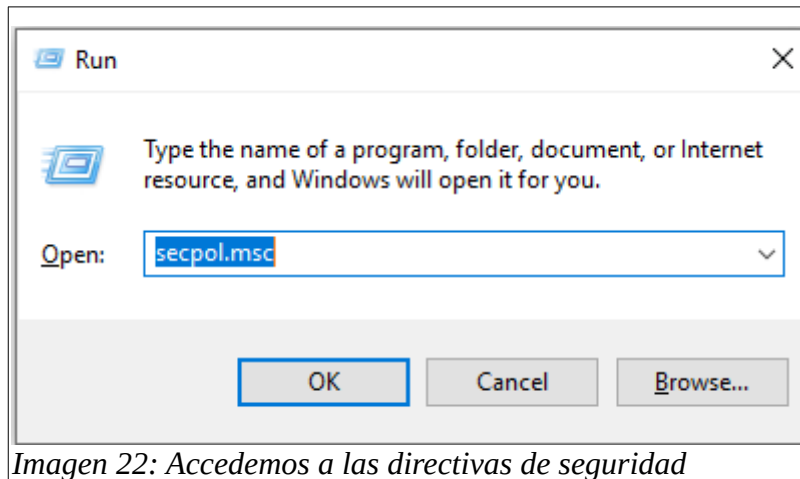 Run
Type the name of a program, folder, document, or Internet
resource, and Windows will open it for you.
Open: secpol.msc
OK Cancel Browse...
Imagen 22: Accedemos a las directivas de seguridad